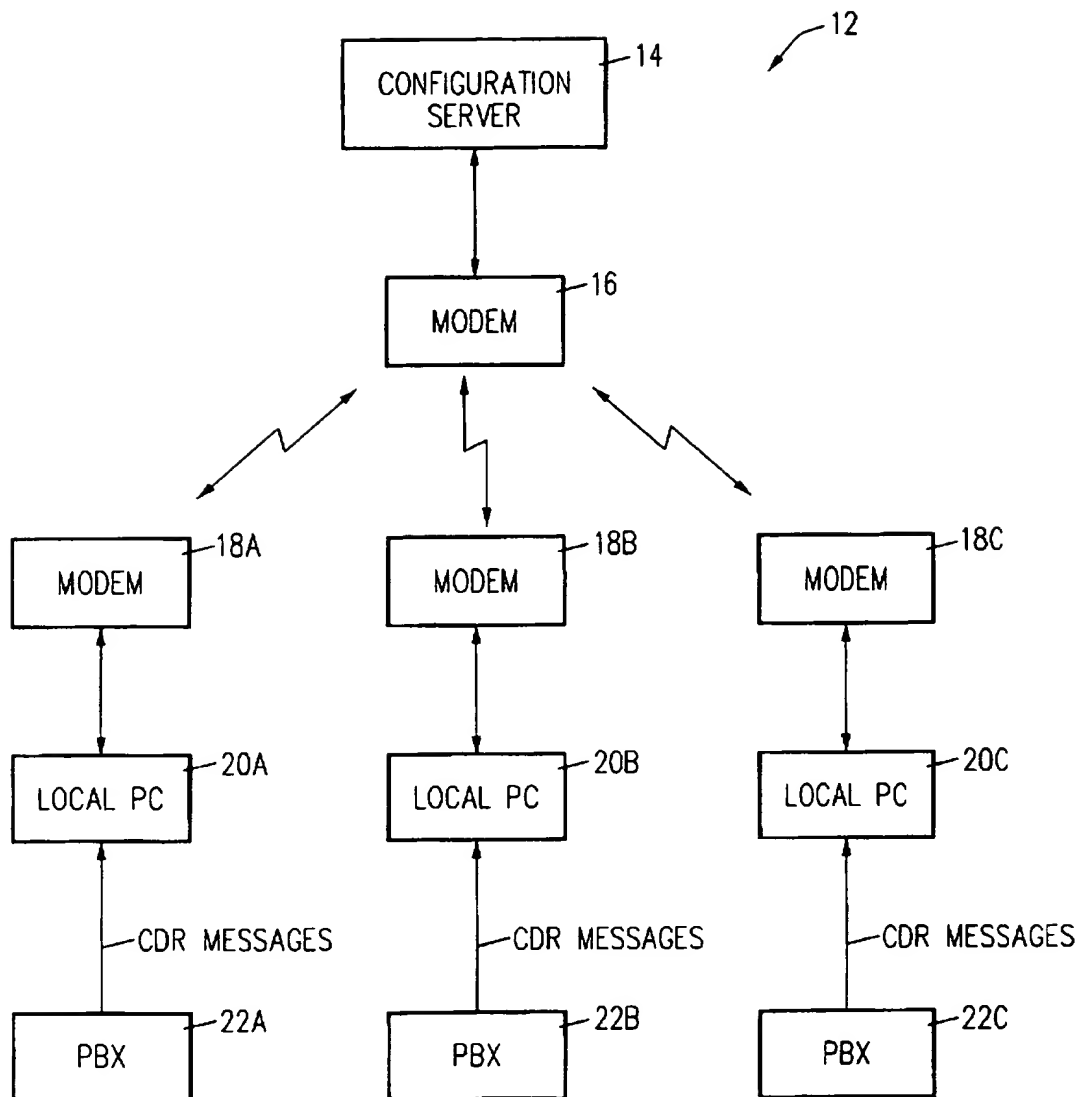 12
14
CONFIGURATION
SERVER
16
MODEM
18A
18B
18C
MODEM
MODEM
MODEM
20A
20B
20C
LOCAL PC
LOCAL PC
LOCAL PC
CDR MESSAGES
CDR MESSAGES
CDR MESSAGES
22A
22B
22C
PBX
PBX
PBX